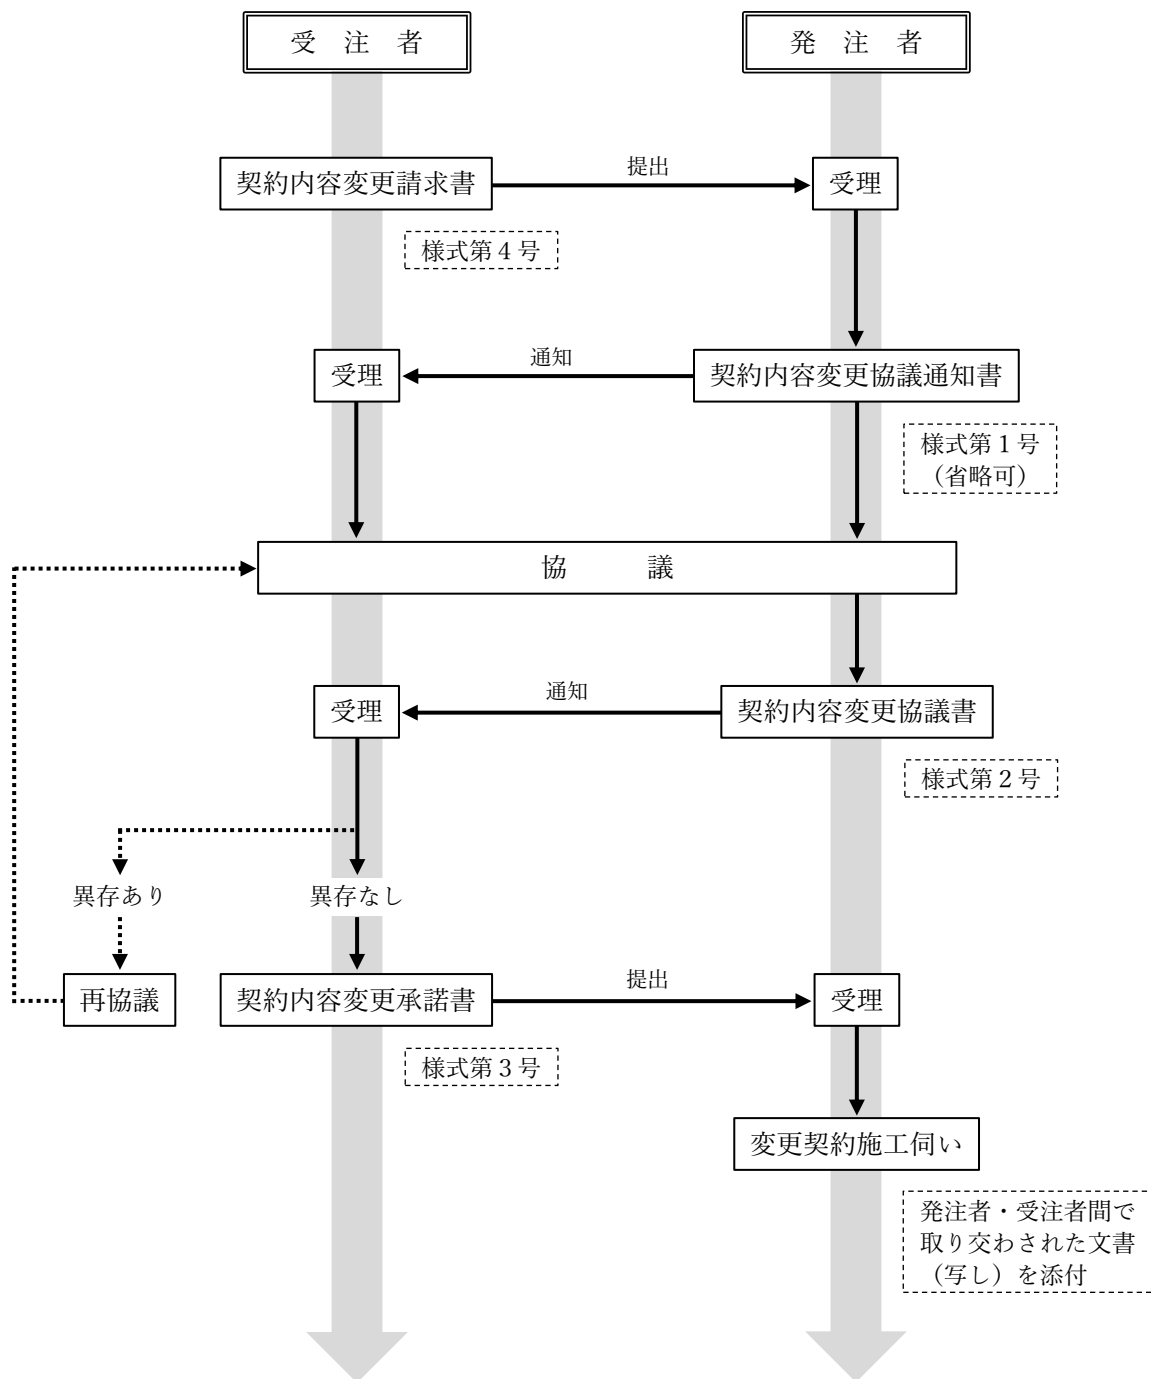 受　注　者
発　注　者
契約内容変更請求書
提出
受理
様式第４号
受理
通知
契約内容変更協議通知書
様式第１号
（省略可）
協　　　議
受理
通知
契約内容変更協議書
様式第２号
異存あり
異存なし
再協議
契約内容変更承諾書
提出
受理
様式第３号
変更契約施工伺い
発注者・受注者間で
取り交わされた文書
（写し）を添付